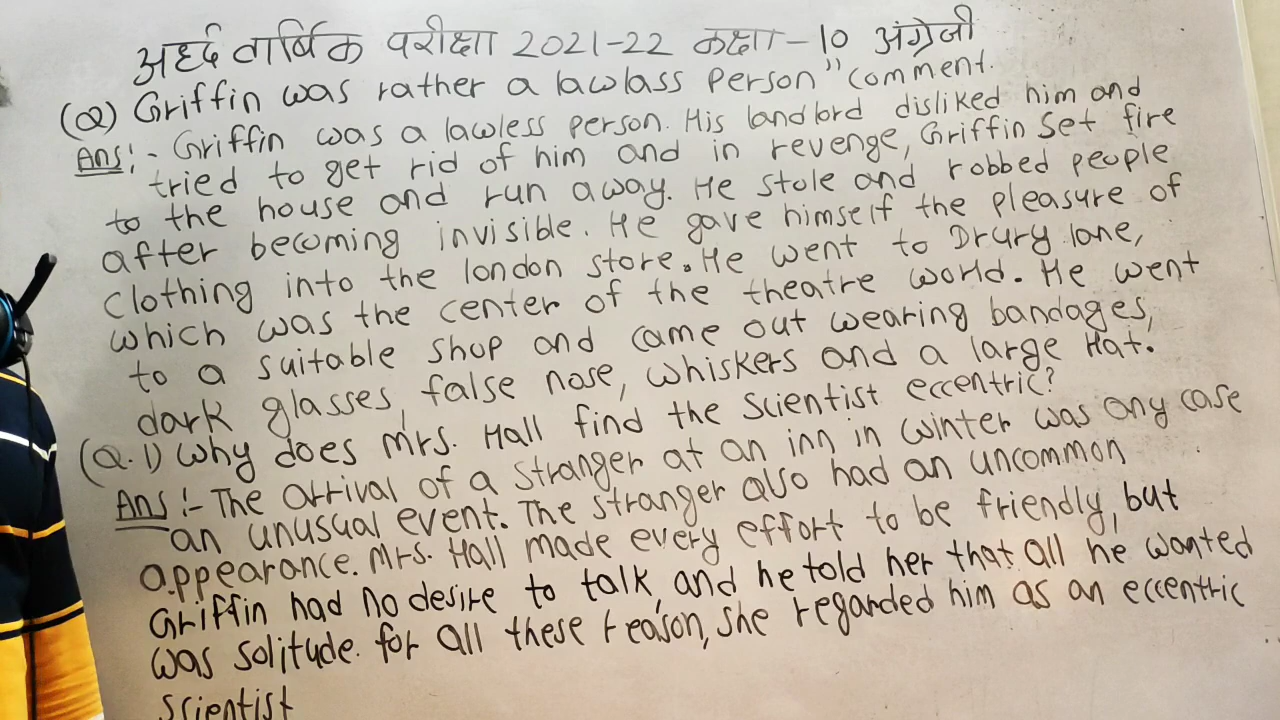 अर्ध्द वार्षिक परीक्षा 2021-22 कक्षा-10 अंग्रेजी
(Q) Griffin was rather a lawlass person" comment.
Ans:- Griffin was a lawless person. His landlord disliked him and
tried to get rid of him and in revenge, Griffin Set fire
to the house and run away. He stole and robbed people
after becoming invisible. He gave himself the pleasure of
clothing into the london store. He went to Drury lane,
which was the center of the theatre world. He went
to a suitable shop and came out wearing bandages,
dark glasses, false nose, whiskers and a large Hat.
(Q.1) Why does Mrs. Hall find the Scientist eccentric?
Ans:- The arrival of a stranger at an inn in winter was any case
an unusual event. The stranger also had an uncommon
appearance. Mrs. Hall made every effort to be friendly, but
Griffin had no desire to talk, and he told her that all he wanted
was solitude. for all these reason, she regarded him as an eccentric
scientist